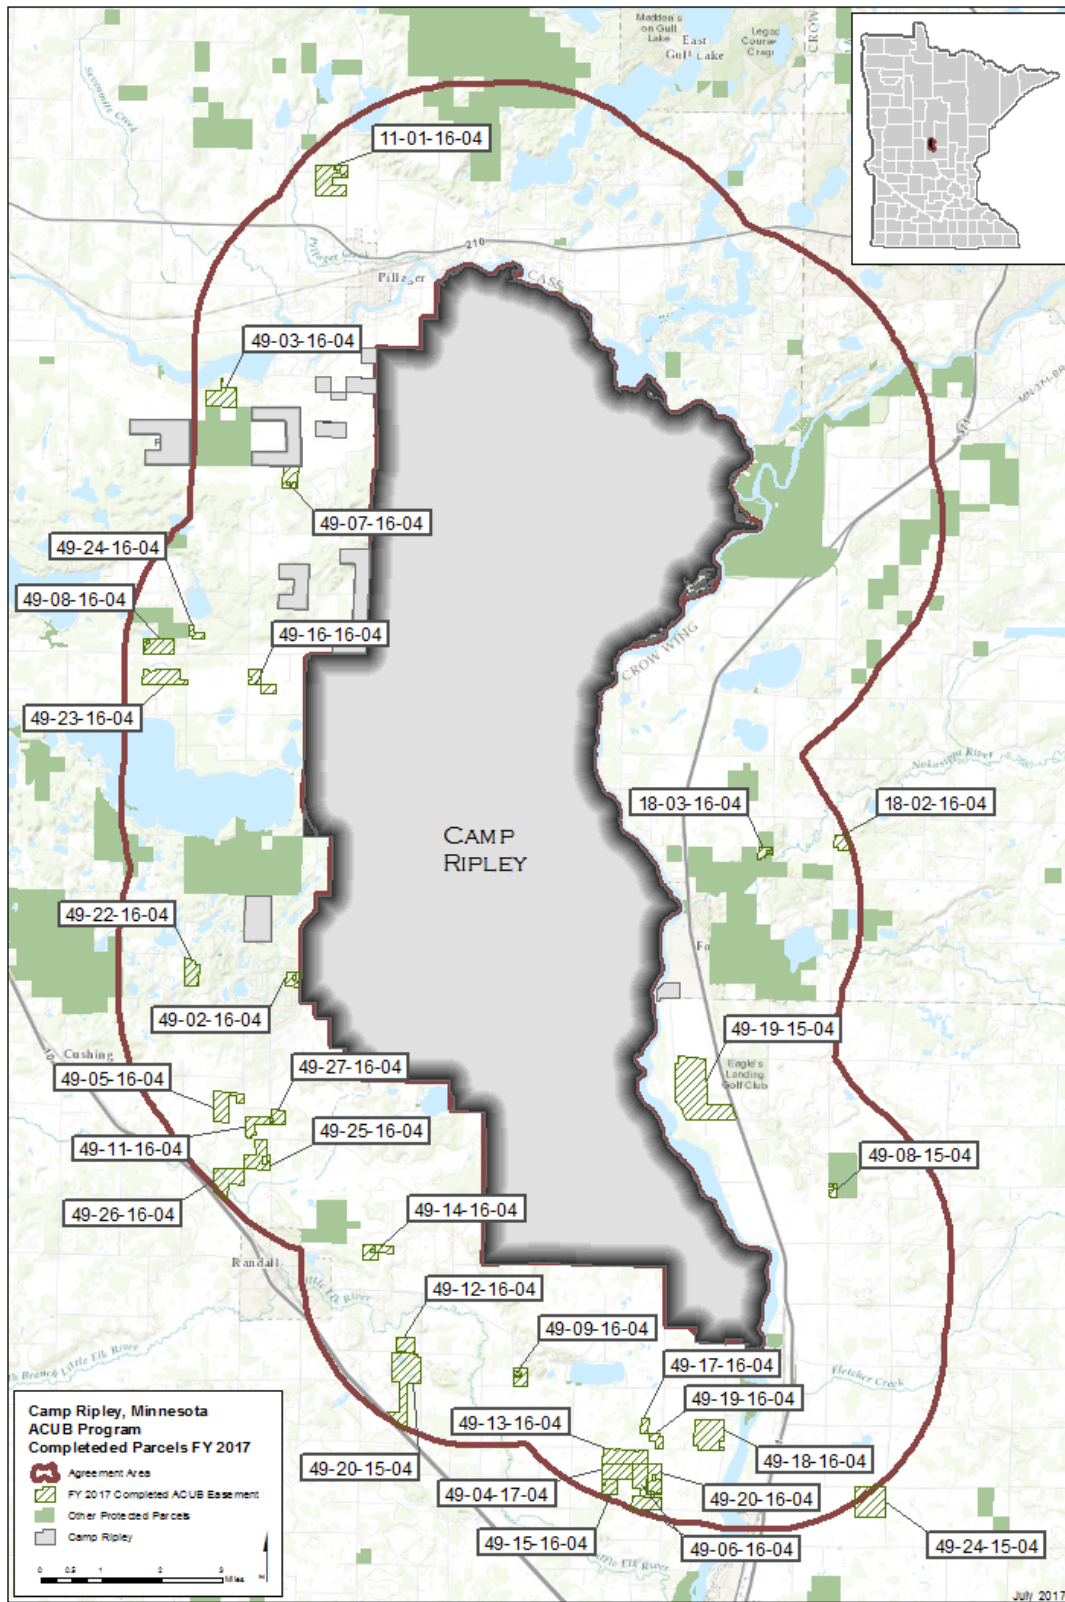 Madden's
on Gull
Lake
East
Gull Lake
CROW
11-01-16-04
210
Pillager Creek
CASS
49-03-16-04
371
49-07-16-04
49-24-16-04
49-08-16-04
49-16-16-04
CROW WING
49-23-16-04
Nokasippi River
18-03-16-04
18-02-16-04
CAMP
RIPLEY
49-22-16-04
49-02-16-04
49-19-15-04
Cushing
Eagle's
Landing
Golf Club
49-27-16-04
49-05-16-04
49-25-16-04
49-11-16-04
49-08-15-04
49-26-16-04
49-14-16-04
Randall
49-12-16-04
49-09-16-04
49-17-16-04
Fletcher Creek
49-19-16-04
49-13-16-04
49-18-16-04
49-20-15-04
49-04-17-04
49-20-16-04
49-15-16-04
49-06-16-04
49-24-15-04
Camp Ripley, Minnesota
ACUB Program
Completeded Parcels FY 2017
Agreement Area
FY 2017 Completed ACUB Easement
Other Protected Parcels
Camp Ripley
0 0.5 1 2 3
Miles
N
July 2017